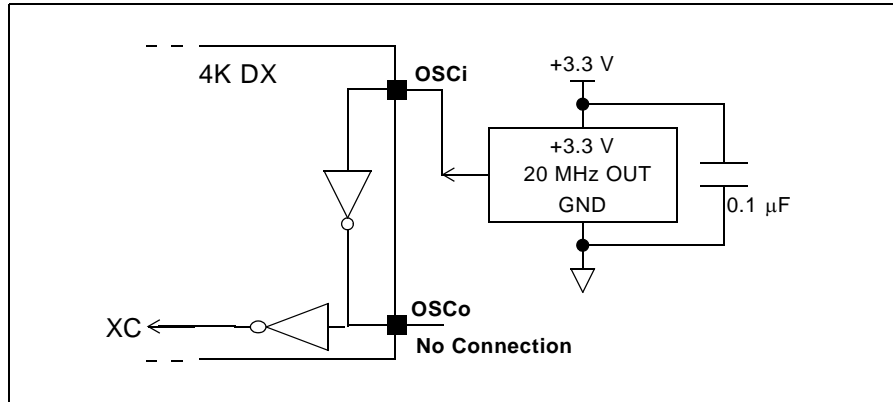 4K DX
OSCi
+3.3 V
+3.3 V
20 MHz OUT
GND
0.1 μF
OSCo
XC
No Connection